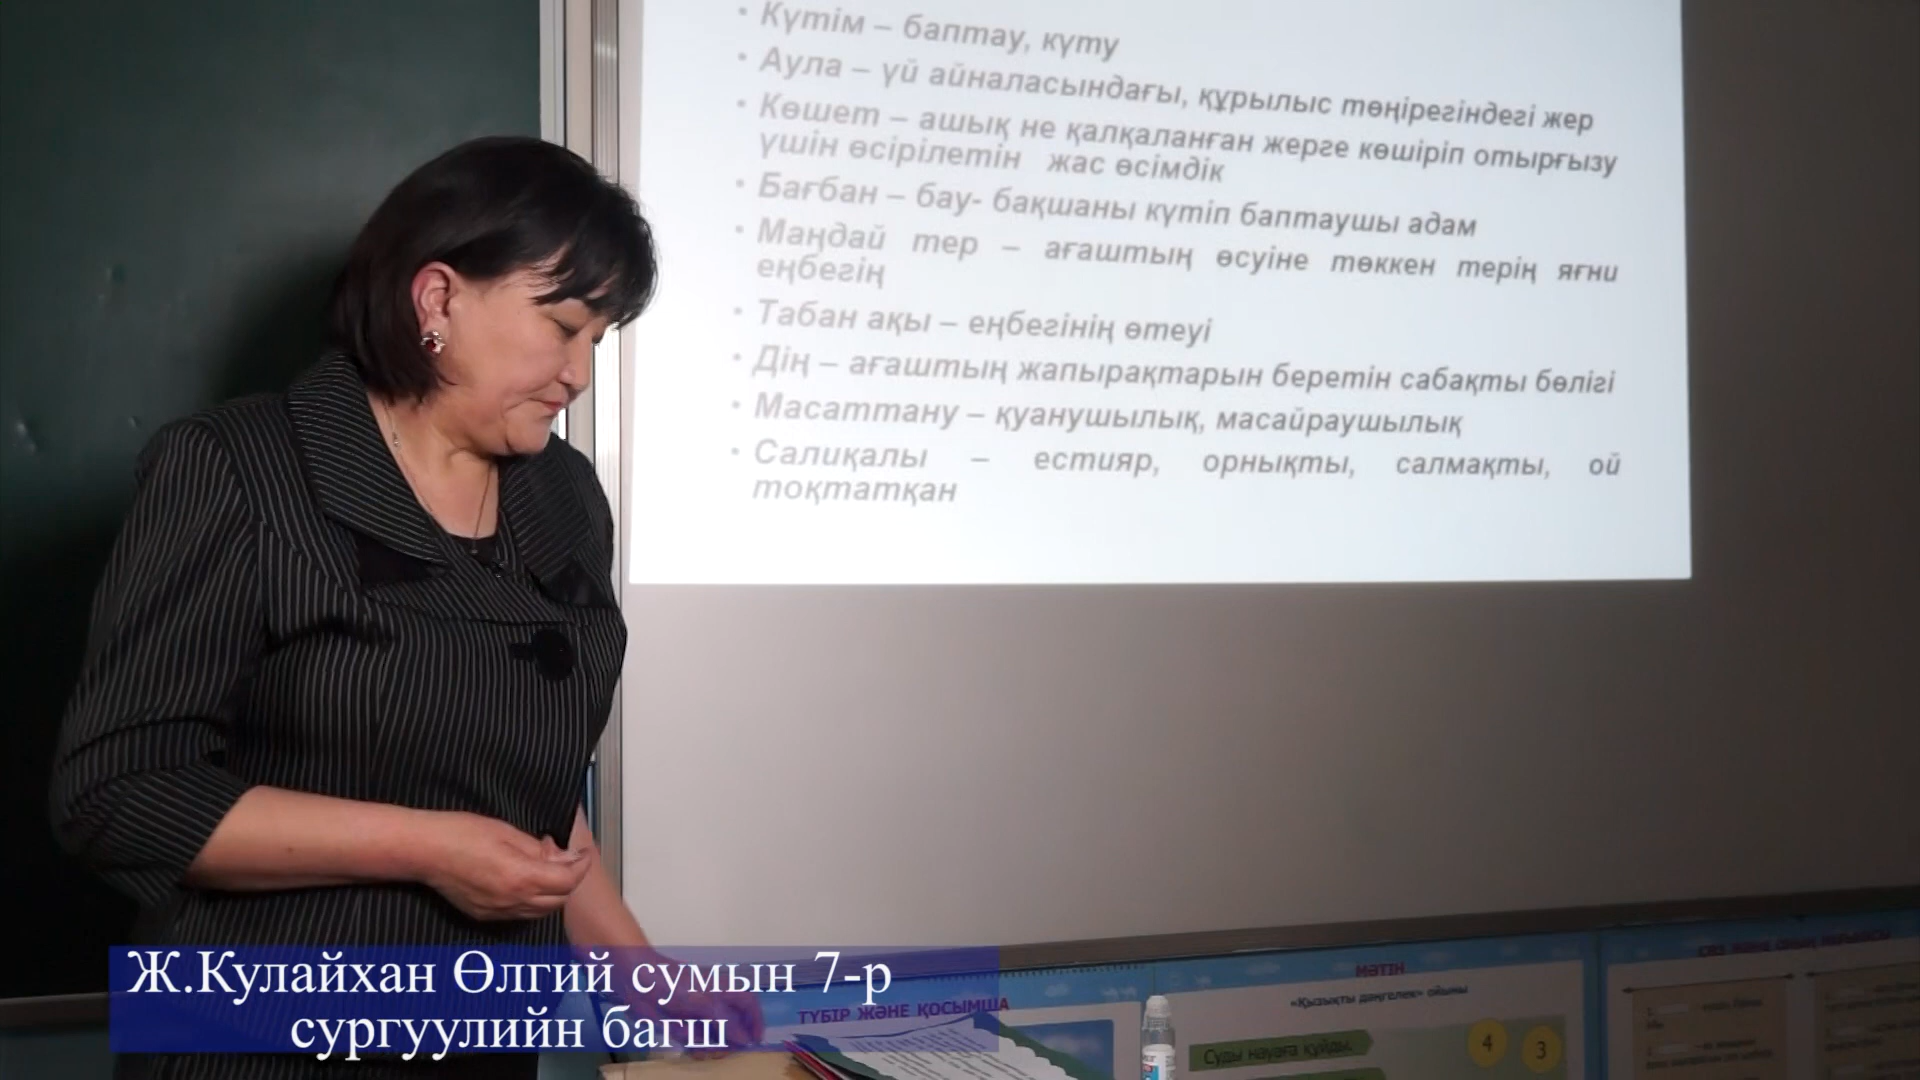 • Күтім – баптау, күту
• Аула – үй айналасындағы, құрылыс төңірегіндегі жер
• Көшет – ашық не қалқаланған жерге көшіріп отырғызу
үшін өсірілетін жас өсімдік
• Бағбан – бау- бақшаны күтіп баптаушы адам
• Маңдай тер – ағаштың өсуіне төккен терің яғни
еңбегің
• Табан ақы – еңбегінің өтеуі
• Дің – ағаштың жапырақтарын беретін сабақты бөлігі
• Масаттану – қуанушылық, масайраушылық
• Салиқалы – естияр, орнықты, салмақты, ой
тоқтатқан
Ж.Кулайхан Өлгий сумын 7-р
сургуулийн багш
ТҮБІР ЖӘНЕ ҚОСЫМША
МӘТІН
«Қызықты дөңгелек» ойыны
Суды науаға құйды.
4
3